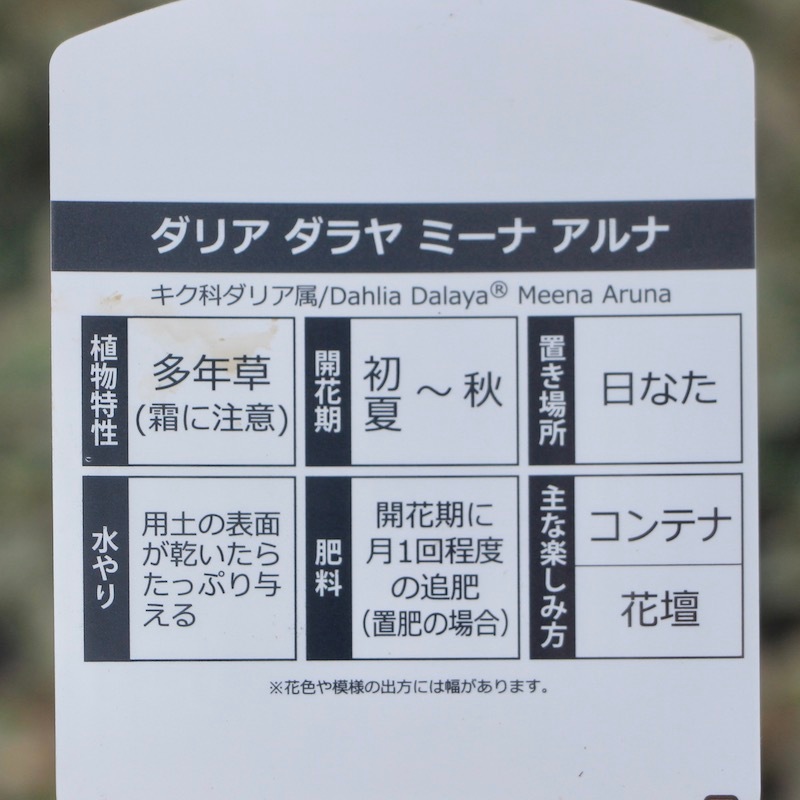 ダリア ダラヤ ミーナ アルナ
キク科ダリア属/Dahlia Dalaya® Meena Aruna
植物特性
多年草
(霜に注意)
開花期
初夏 〜 秋
置き場所
日なた
水やり
用土の表面
が乾いたら
たっぷり与
える
肥料
開花期に
月1回程度
の追肥
(置肥の場合)
主な楽しみ方
コンテナ
花壇
※花色や模様の出方には幅があります。